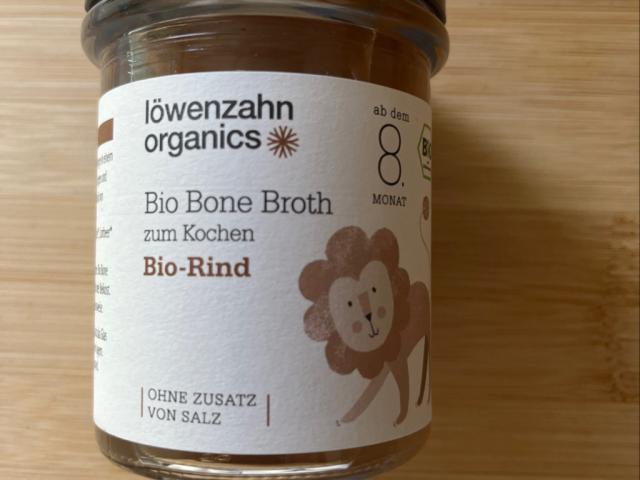 löwenzahn
organics
ab dem
8.
MONAT
Bio Bone Broth
zum Kochen
Bio-Rind
OHNE ZUSATZ
VON SALZ